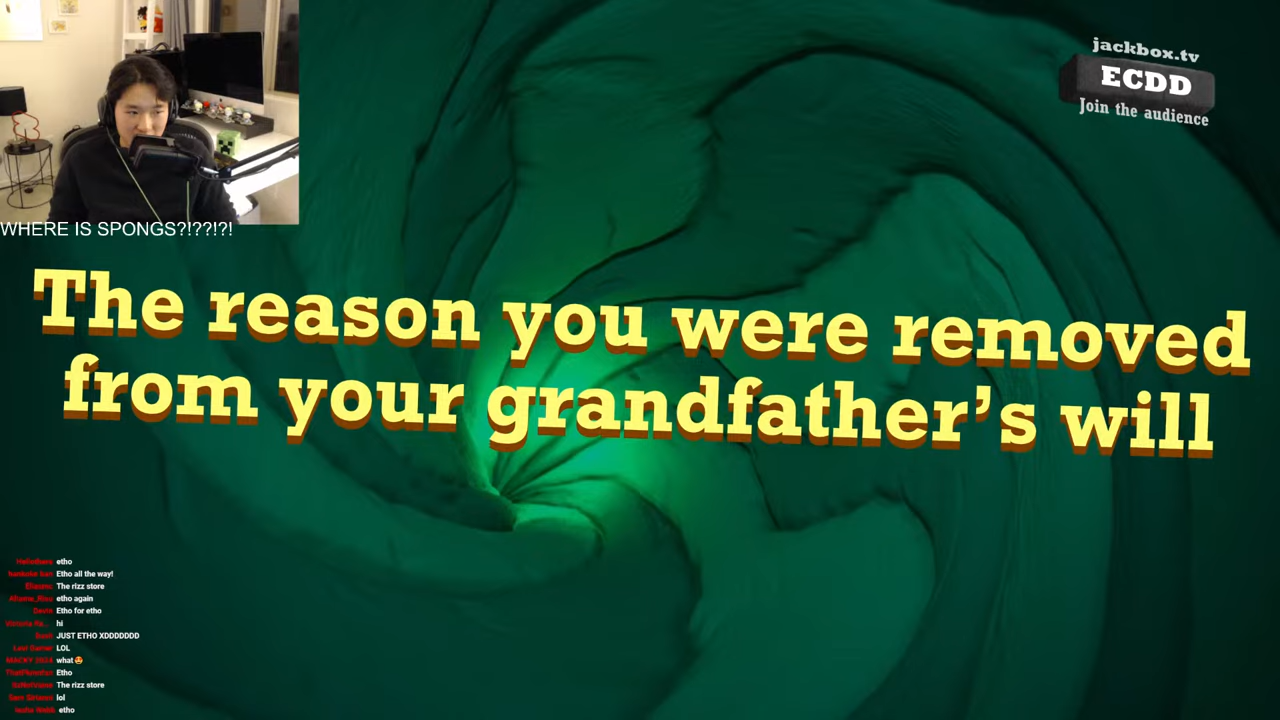 jackbox.tv
ECDD
Join the audience
WHERE IS SPONGS?!??!?!
The reason you were removed
from your grandfather's will
etho
Etho all the way!
The rizz store
etho again
Etho for etho
hi
JUST ETHO XDDDDDDD
LOL
what😍
Etho
The rizz store
lol
etho